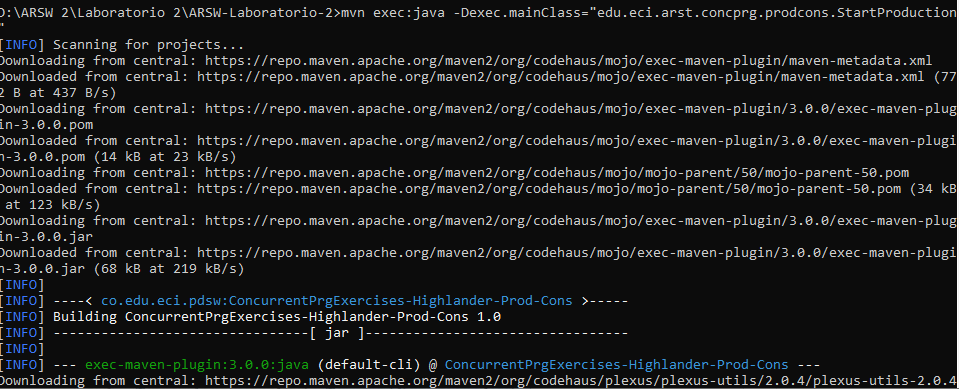 D:\ARSW 2\Laboratorio 2\ARSW-Laboratorio-2>mvn exec:java -Dexec.mainClass="edu.eci.arst.concprg.prodcons.StartProduction
"
[INFO] Scanning for projects...
Downloading from central: https://repo.maven.apache.org/maven2/org/codehaus/mojo/exec-maven-plugin/maven-metadata.xml
Downloaded from central: https://repo.maven.apache.org/maven2/org/codehaus/mojo/exec-maven-plugin/maven-metadata.xml (77
2 B at 437 B/s)
Downloading from central: https://repo.maven.apache.org/maven2/org/codehaus/mojo/exec-maven-plugin/3.0.0/exec-maven-plug
in-3.0.0.pom
Downloaded from central: https://repo.maven.apache.org/maven2/org/codehaus/mojo/exec-maven-plugin/3.0.0/exec-maven-plugi
n-3.0.0.pom (14 kB at 23 kB/s)
Downloading from central: https://repo.maven.apache.org/maven2/org/codehaus/mojo/mojo-parent/50/mojo-parent-50.pom
Downloaded from central: https://repo.maven.apache.org/maven2/org/codehaus/mojo/mojo-parent/50/mojo-parent-50.pom (34 kB
 at 123 kB/s)
Downloading from central: https://repo.maven.apache.org/maven2/org/codehaus/mojo/exec-maven-plugin/3.0.0/exec-maven-plug
in-3.0.0.jar
Downloaded from central: https://repo.maven.apache.org/maven2/org/codehaus/mojo/exec-maven-plugin/3.0.0/exec-maven-plugi
n-3.0.0.jar (68 kB at 219 kB/s)
[INFO]
[INFO] ----< co.edu.eci.pdsw:ConcurrentPrgExercises-Highlander-Prod-Cons >-----
[INFO] Building ConcurrentPrgExercises-Highlander-Prod-Cons 1.0
[INFO] --------------------------------[ jar ]---------------------------------
[INFO]
[INFO] --- exec-maven-plugin:3.0.0:java (default-cli) @ ConcurrentPrgExercises-Highlander-Prod-Cons ---
Downloading from central: https://repo.maven.apache.org/maven2/org/codehaus/plexus/plexus-utils/2.0.4/plexus-utils-2.0.4